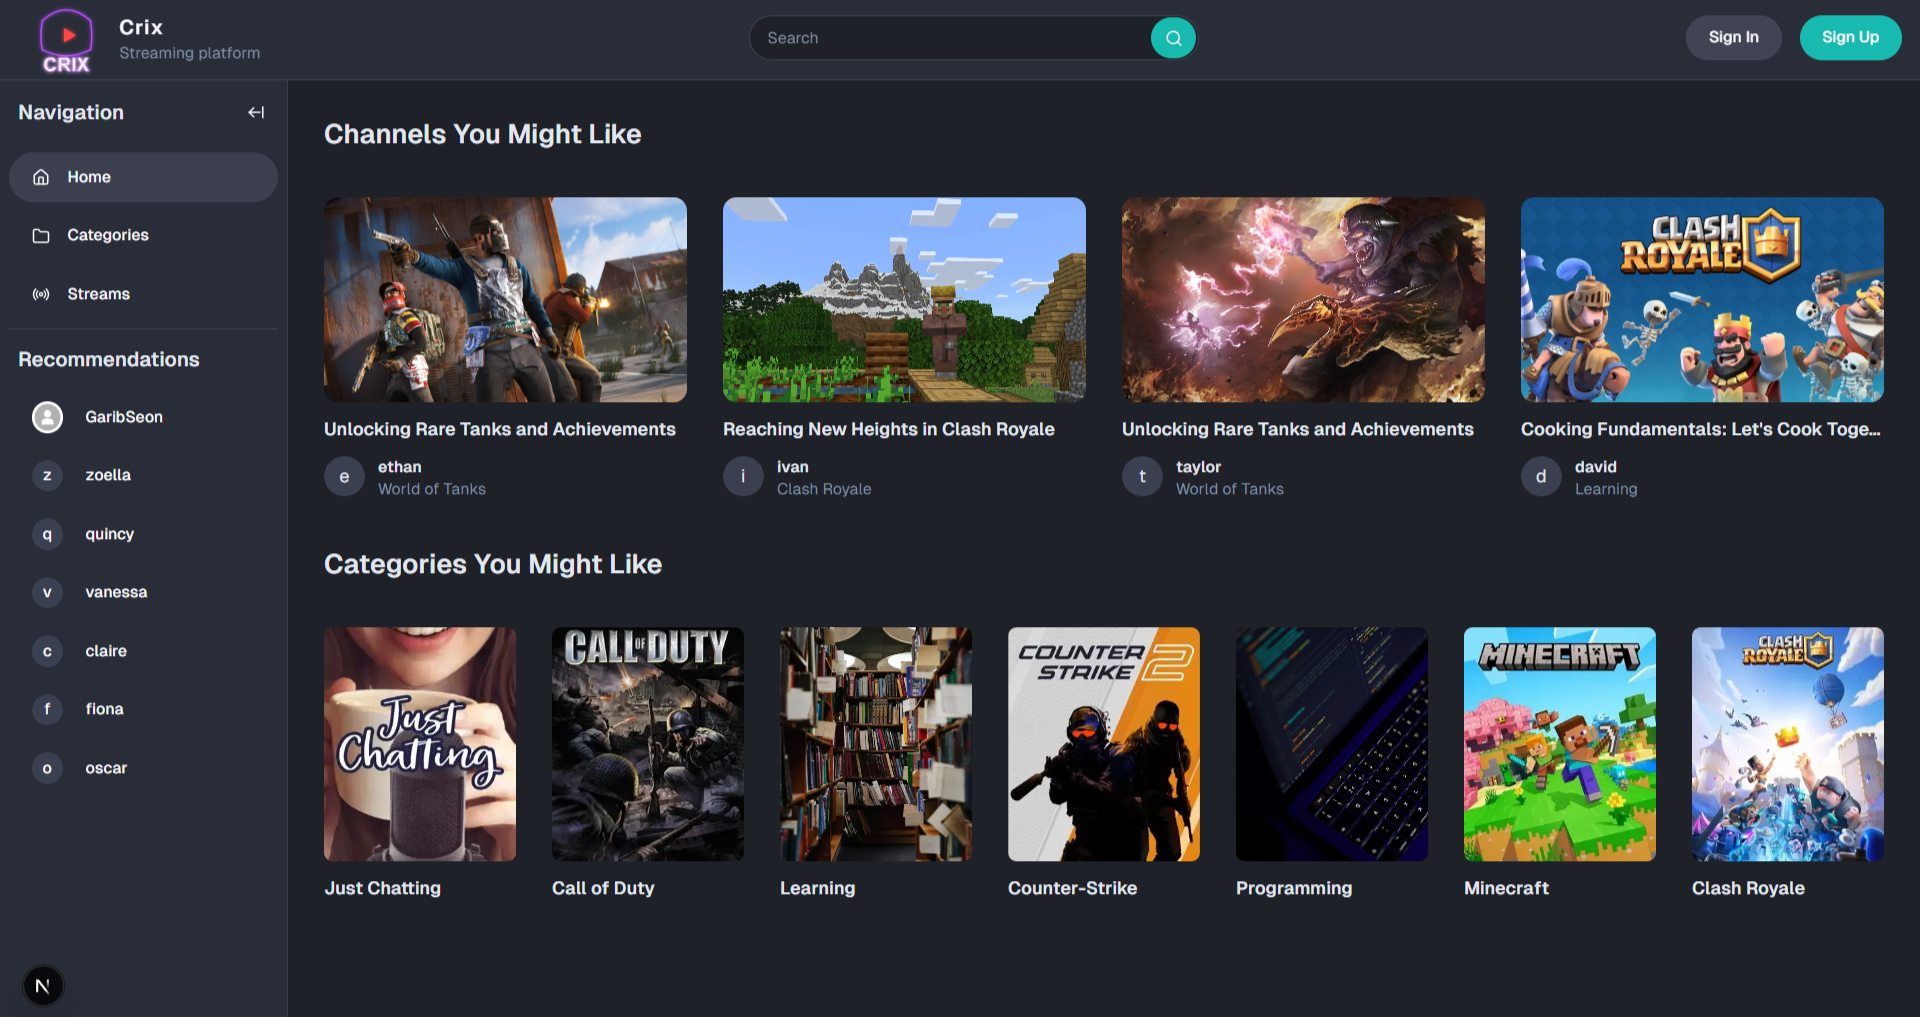 CRIX
Crix
Streaming platform
Search
Sign In
Sign Up
Navigation
Home
Categories
Streams
Recommendations
GaribSeon
z
zoella
q
quincy
v
vanessa
c
claire
f
fiona
o
oscar
N
Channels You Might Like
CLASH
ROYALE
Unlocking Rare Tanks and Achievements
e
ethan
World of Tanks
Reaching New Heights in Clash Royale
i
ivan
Clash Royale
Unlocking Rare Tanks and Achievements
t
taylor
World of Tanks
Cooking Fundamentals: Let's Cook Toge...
d
david
Learning
Categories You Might Like
Just
Chatting
CALL OF DUTY
COUNTER
STRIKE 2
MINECRAFT
CLASH
ROYALE
Just Chatting
Call of Duty
Learning
Counter-Strike
Programming
Minecraft
Clash Royale